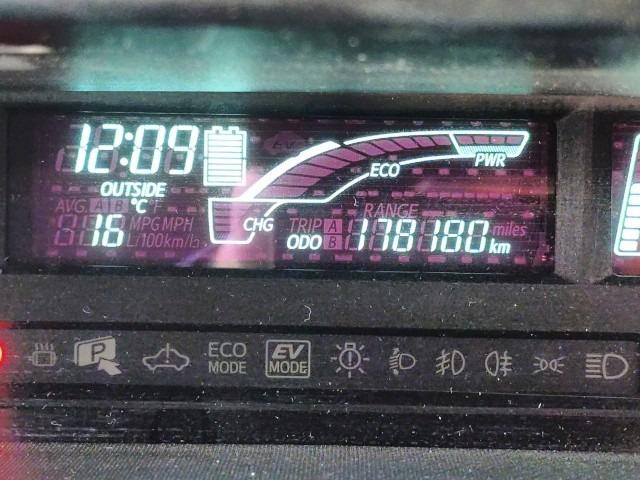 12:09
EV
ECO
PWR
OUTSIDE
°C °F
CHG
AVG. A B
RANGE
16 MPG MPH
L/100km/h
TRIP A
ODO B 178180 miles
km
P
ECO
MODE
EV
MODE